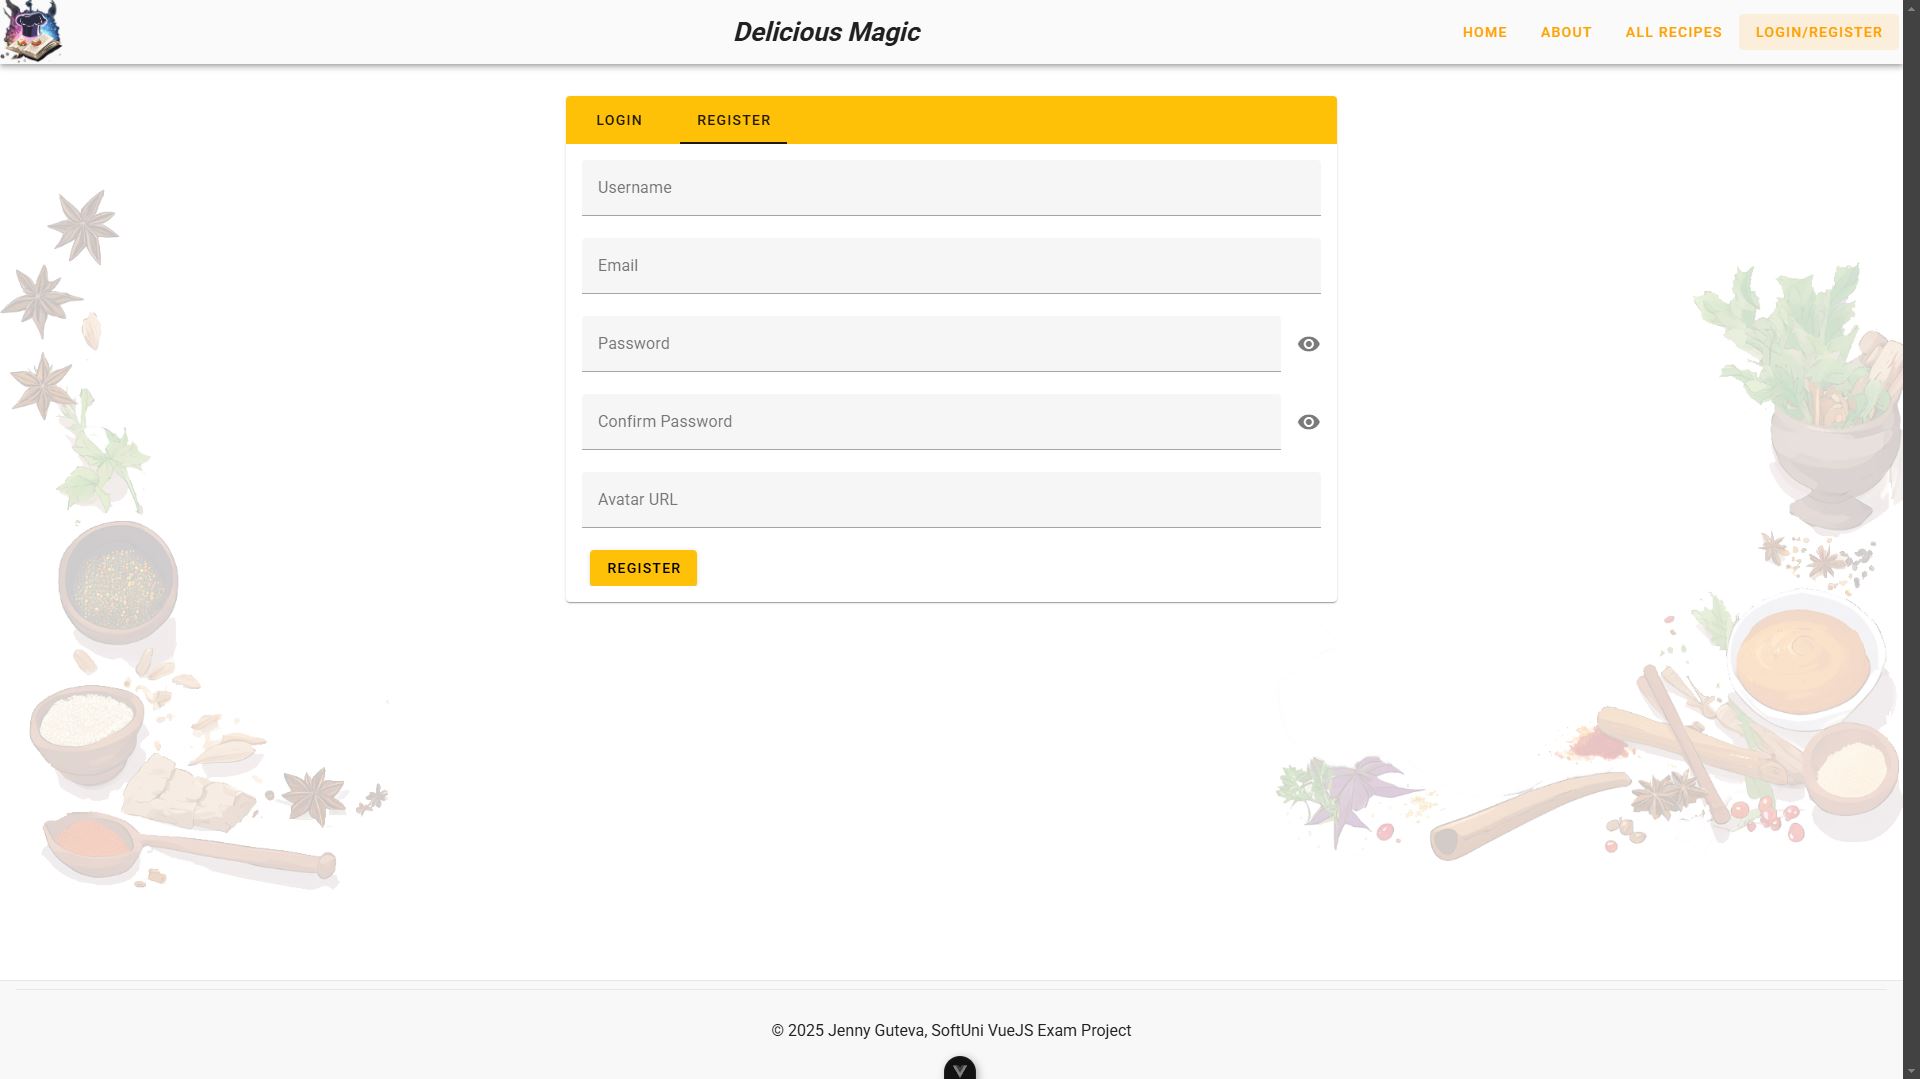 Delicious Magic
HOME
ABOUT
ALL RECIPES
LOGIN/REGISTER
LOGIN
REGISTER
Username
Email
Password
Confirm Password
Avatar URL
REGISTER
© 2025 Jenny Guteva, SoftUni VueJS Exam Project